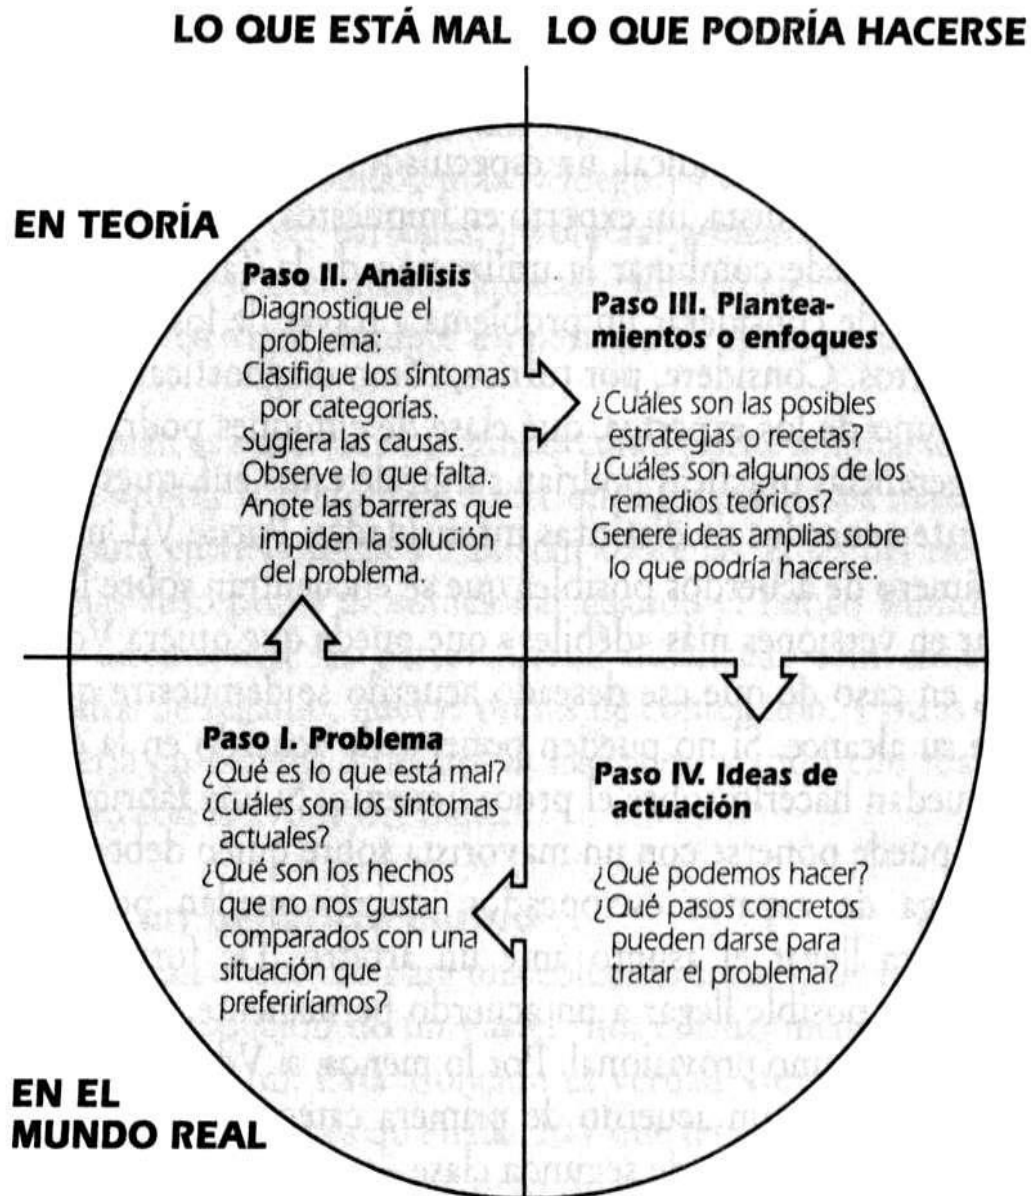 LO QUE ESTÁ MAL LO QUE PODRÍA HACERSE
EN TEORÍA
Paso II. Análisis
Diagnostique el
problema:
Clasifique los síntomas
por categorías.
Sugiera las causas.
Observe lo que falta.
Anote las barreras que
impiden la solución
del problema.
Paso III. Plantea-
mientos o enfoques
¿Cuáles son las posibles
estrategias o recetas?
¿Cuáles son algunos de los
remedios teóricos?
Genere ideas amplias sobre
lo que podría hacerse.
Paso I. Problema
¿Qué es lo que está mal?
¿Cuáles son los síntomas
actuales?
¿Qué son los hechos
que no nos gustan
comparados con una
situación que
preferiríamos?
Paso IV. Ideas de
actuación
¿Qué podemos hacer?
¿Qué pasos concretos
pueden darse para
tratar el problema?
EN EL
MUNDO REAL